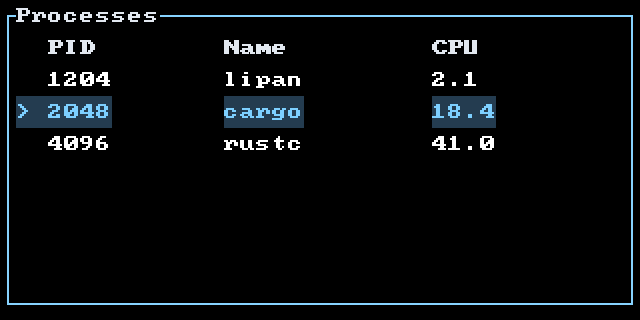 Processes
PID Name CPU
1204 lipan 2.1
> 2048 cargo 18.4
4096 rustc 41.0